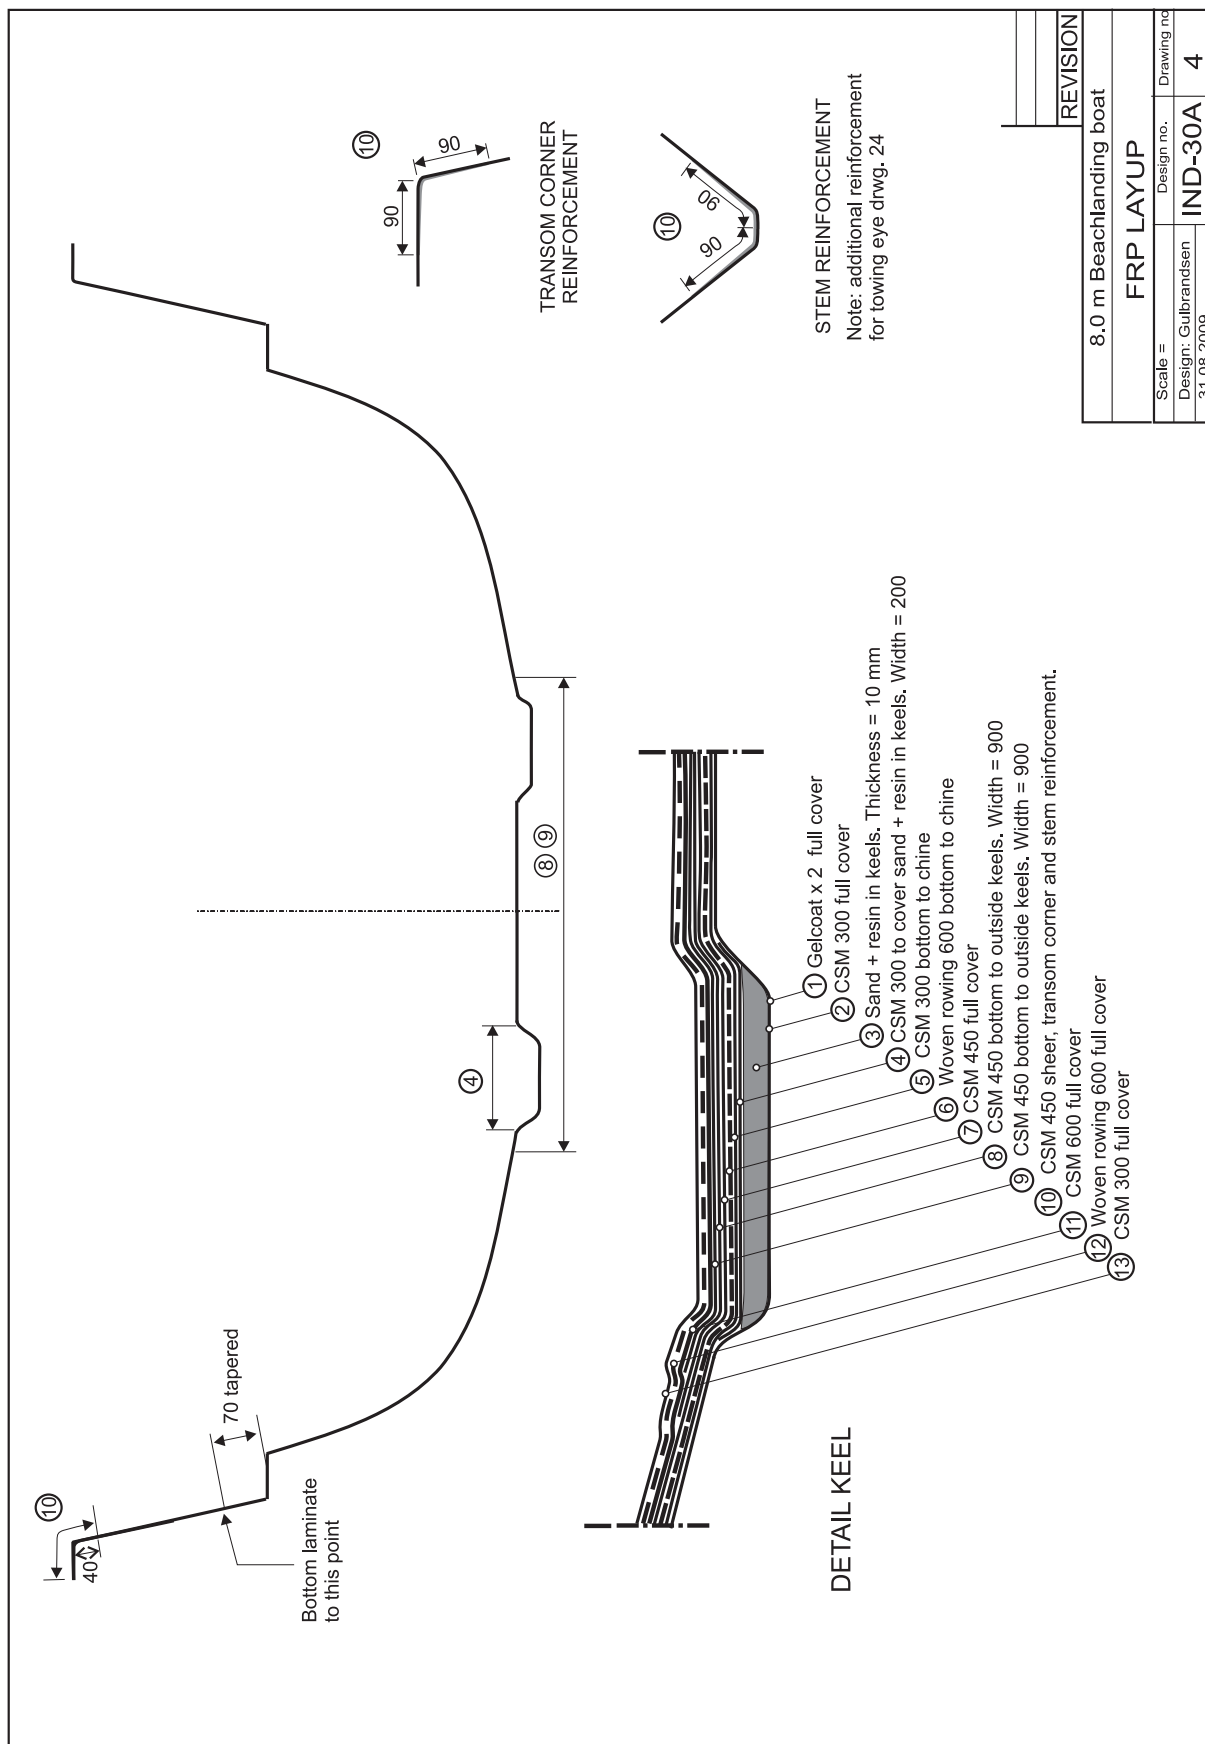 10
40
70 tapered
Bottom laminate
to this point
4
8 9
10
90
90
TRANSOM CORNER
REINFORCEMENT
10
90
90
STEM REINFORCEMENT
Note: additional reinforcement
for towing eye drwg. 24
DETAIL KEEL
1 Gelcoat x 2 full cover
2 CSM 300 full cover
3 Sand + resin in keels. Thickness = 10 mm
4 CSM 300 to cover sand + resin in keels. Width = 200
5 CSM 300 bottom to chine
6 Woven rowing 600 bottom to chine
7 CSM 450 full cover
8 CSM 450 bottom to outside keels. Width = 900
9 CSM 450 bottom to outside keels. Width = 900
10 CSM 450 sheer, transom corner and stem reinforcement.
11 CSM 600 full cover
12 Woven rowing 600 full cover
13 CSM 300 full cover
REVISION
8.0 m Beachlanding boat
FRP LAYUP
Scale =
Design no.
Drawing no
Design: Gulbrandsen
IND-30A
4
31.08.2009